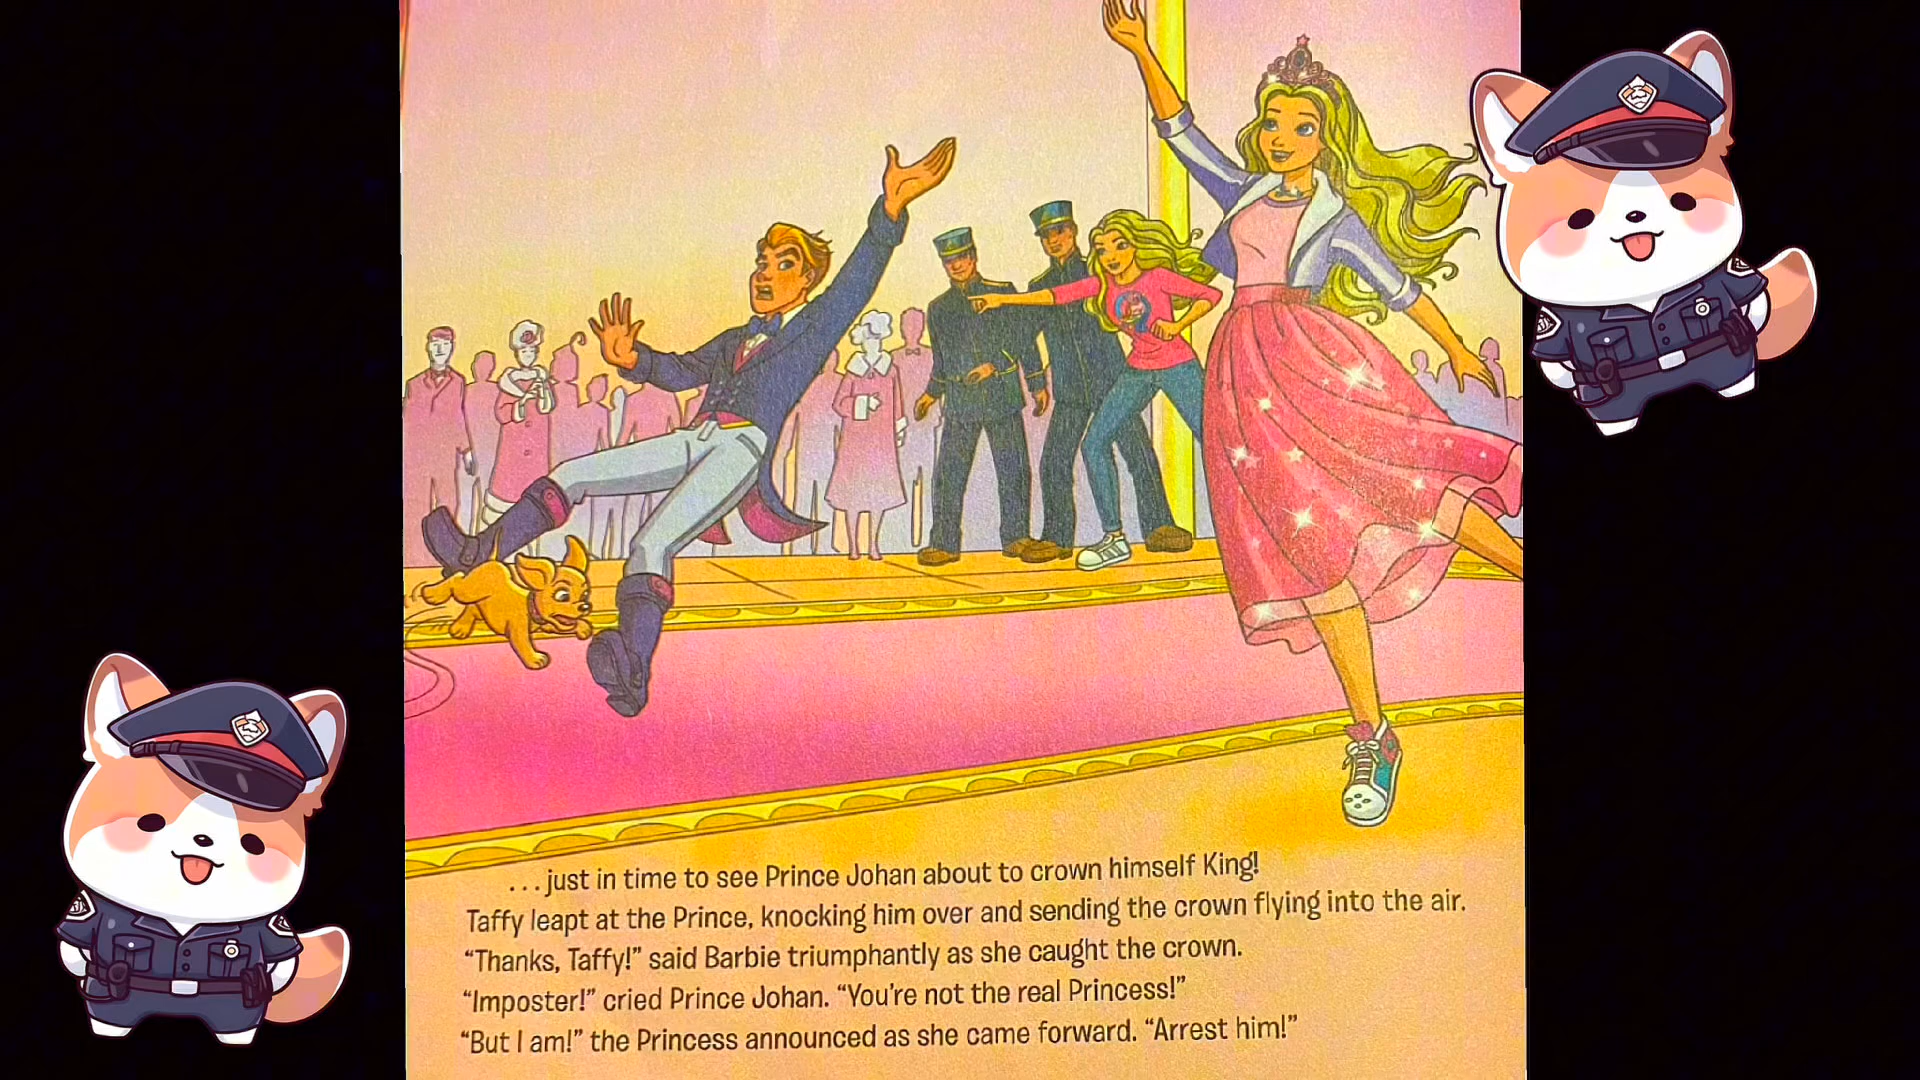 ...just in time to see Prince Johan about to crown himself King!
Taffy leapt at the Prince, knocking him over and sending the crown flying into the air.
“Thanks, Taffy!” said Barbie triumphantly as she caught the crown.
“Imposter!” cried Prince Johan. “You’re not the real Princess!”
“But I am!” the Princess announced as she came forward. “Arrest him!”